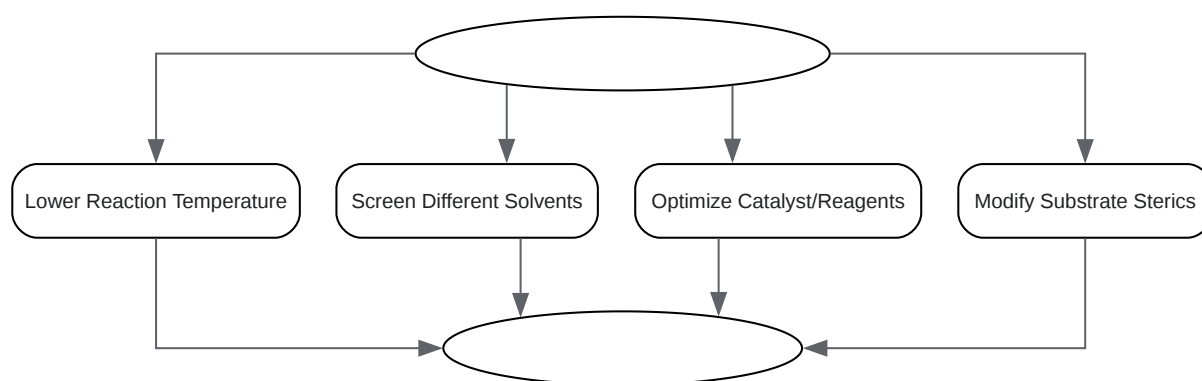 Lower Reaction Temperature
Screen Different Solvents
Optimize Catalyst/Reagents
Modify Substrate Sterics